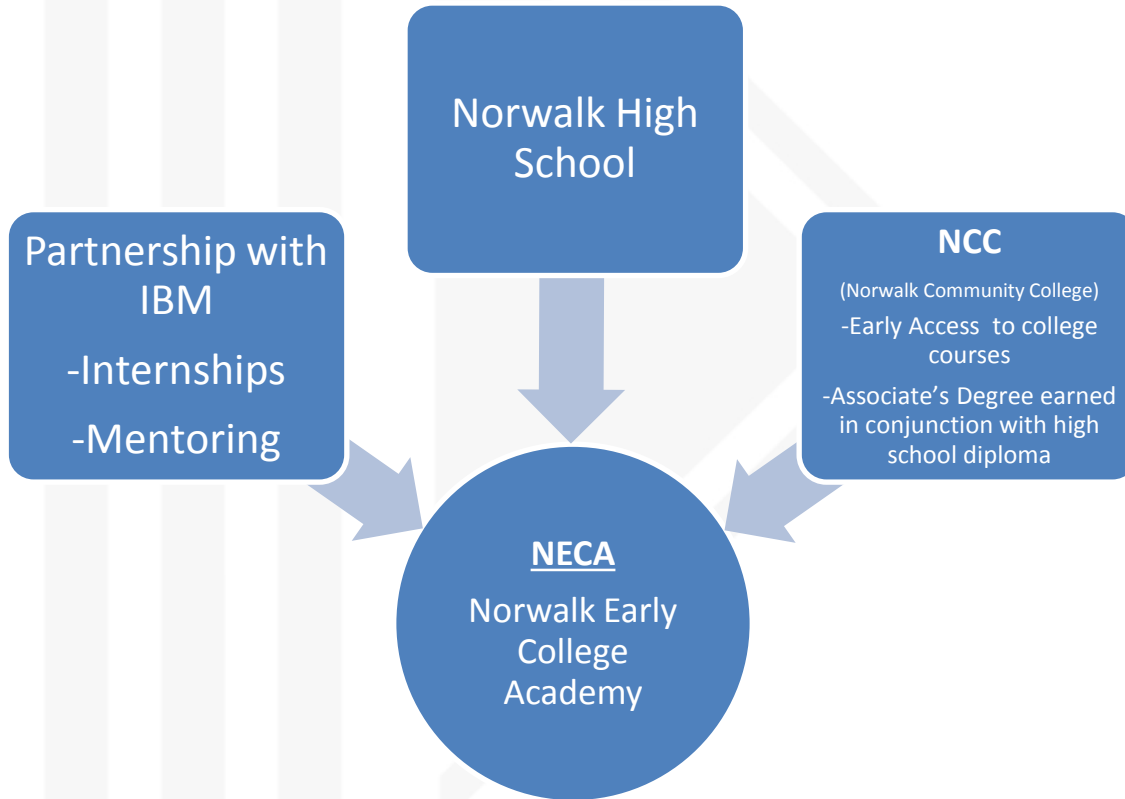 Norwalk High
School
Partnership with
IBM
-Internships
-Mentoring
NCC
(Norwalk Community College)
-Early Access to college
courses
-Associate’s Degree earned
in conjunction with high
school diploma
NECA
Norwalk Early
College
Academy